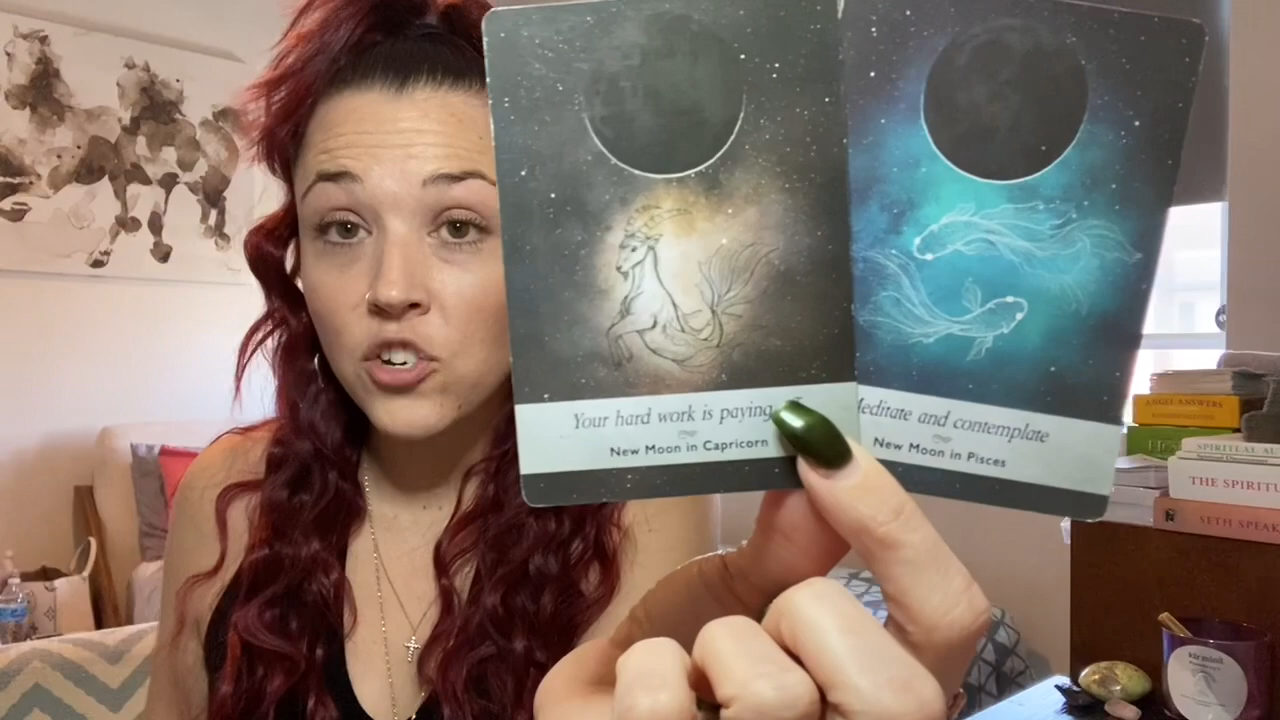 Your hard work is paying
New Moon in Capricorn
Meditate and contemplate
New Moon in Pisces
ANGEL ANSWERS
SPIRITUAL
THE SPIRITU
SETH SPEAK